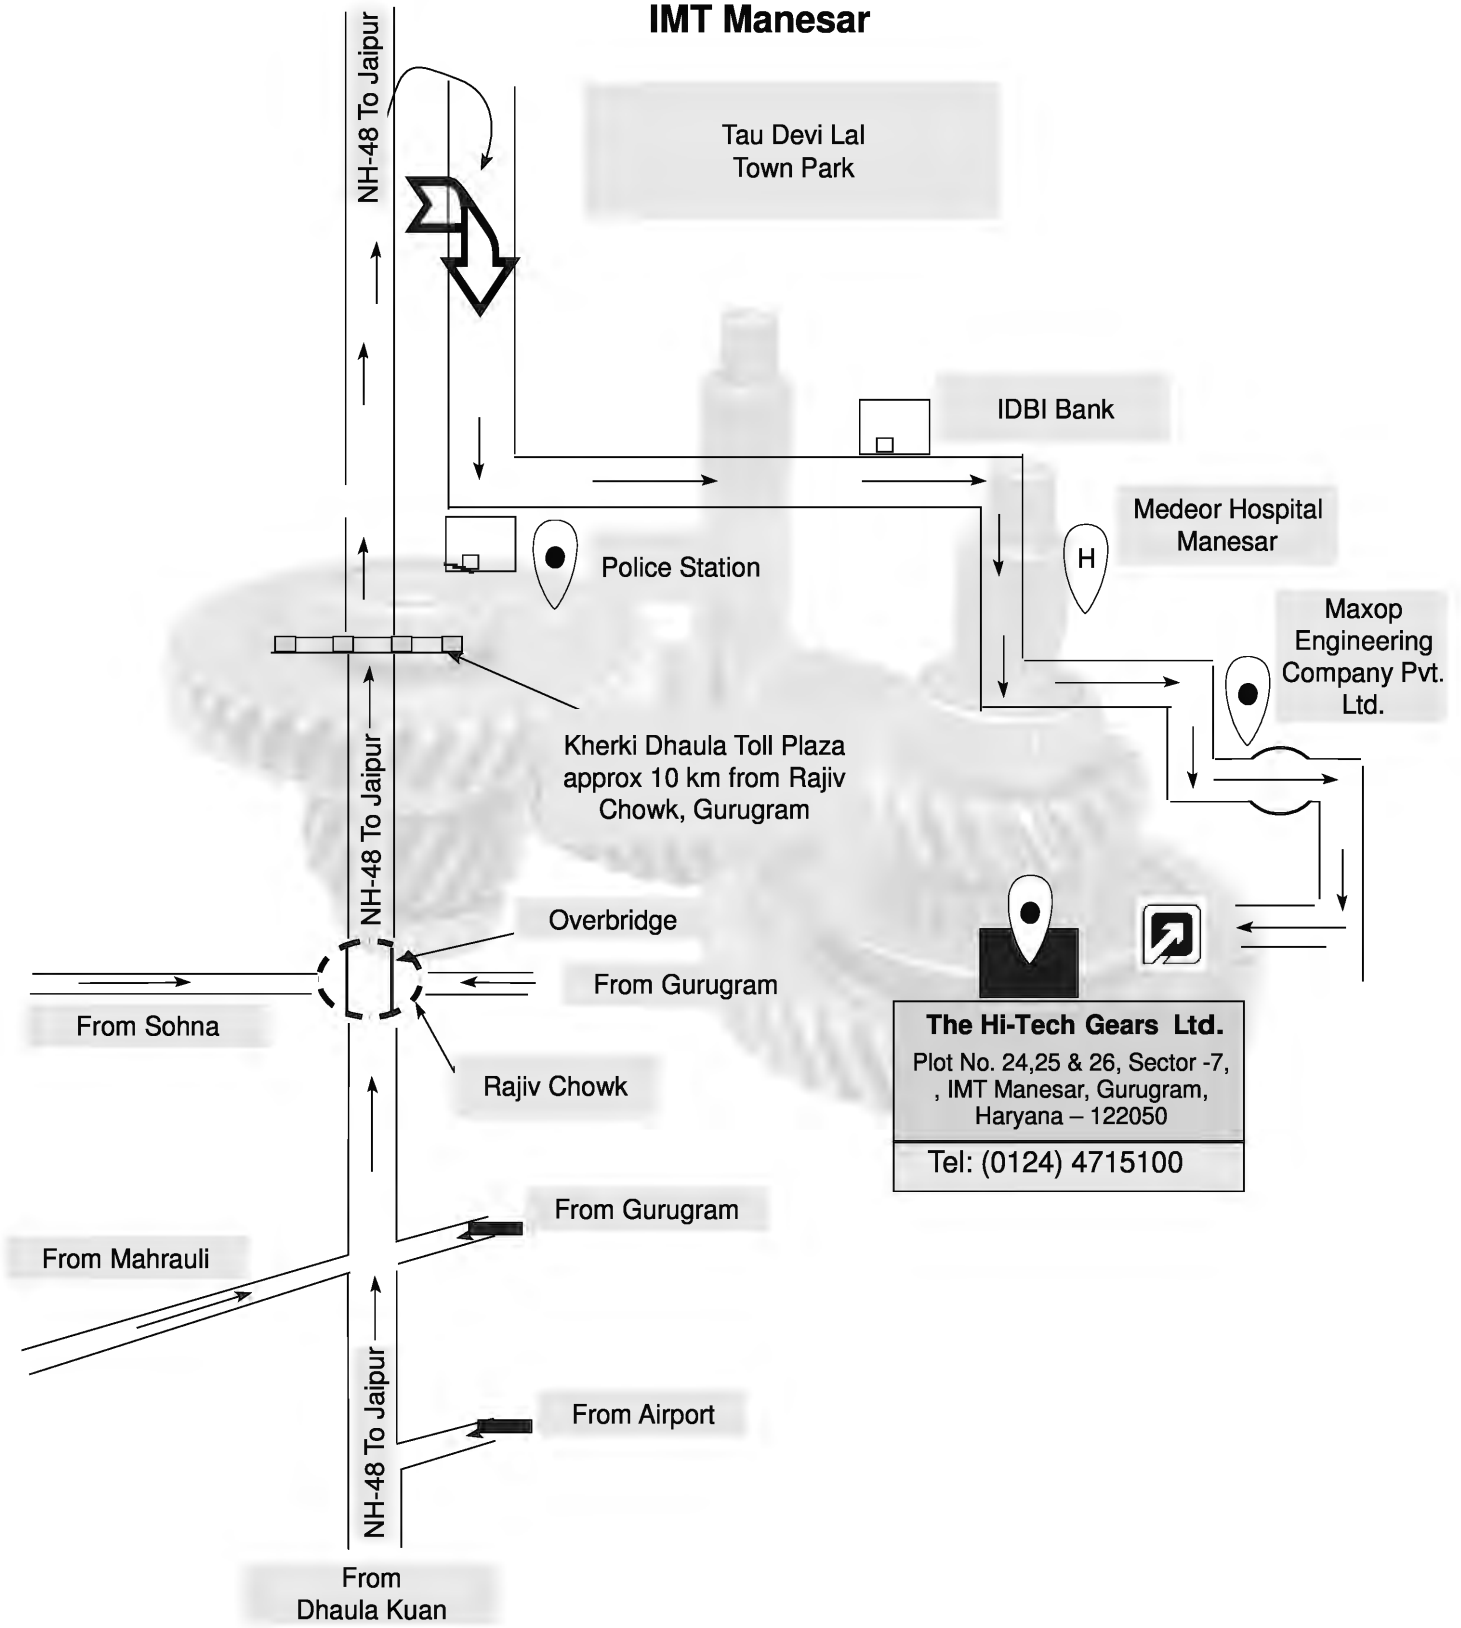 IMT Manesar
NH-48 To Jaipur
Tau Devi Lal
Town Park
IDBI Bank
Medeor Hospital
Manesar
H
Police Station
Maxop
Engineering
Company Pvt.
Ltd.
Kherki Dhaula Toll Plaza
approx 10 km from Rajiv
Chowk, Gurugram
NH-48 To Jaipur
Overbridge
From Gurugram
From Sohna
Rajiv Chowk
The Hi-Tech Gears Ltd.
Plot No. 24,25 & 26, Sector -7,
, IMT Manesar, Gurugram,
Haryana – 122050
Tel: (0124) 4715100
From Gurugram
From Mahrauli
NH-48 To Jaipur
From Airport
From
Dhaula Kuan